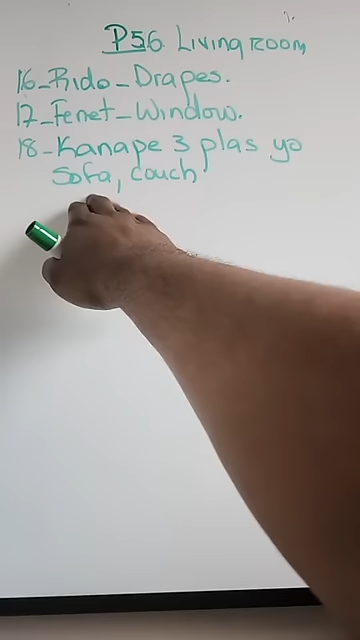 P56 Living Room
16-Rido-Drapes.
17-Fenet-Window.
18-Kanape 3 plas yo
Sofa, couch